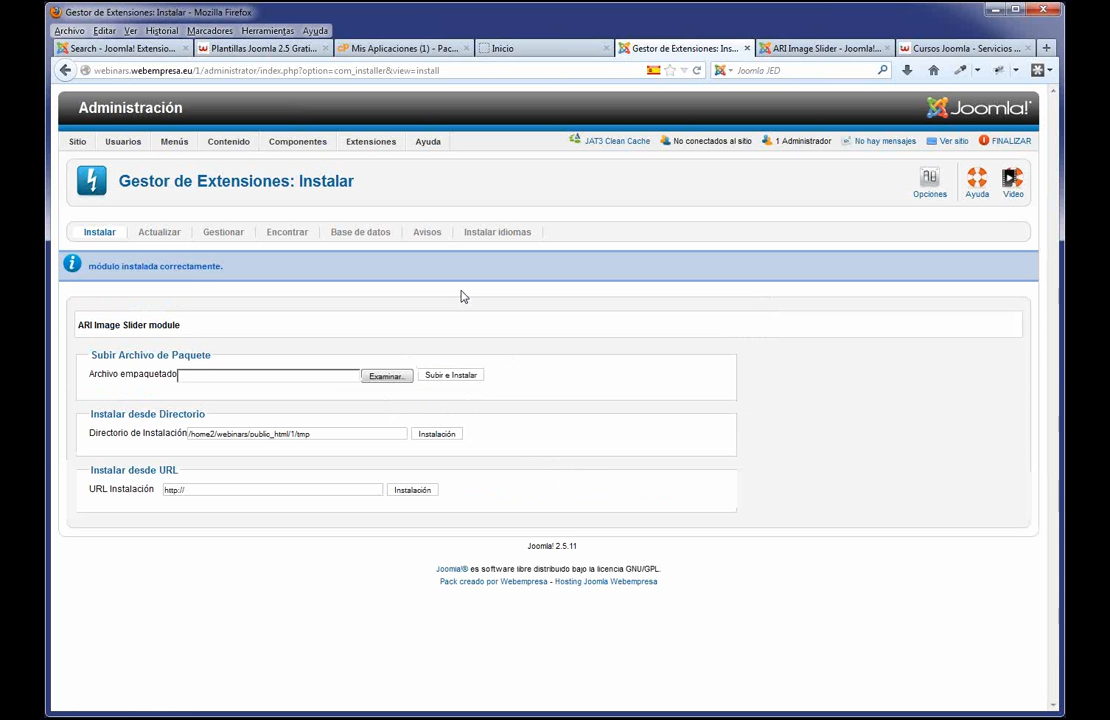 Gestor de Extensiones: Instalar - Mozilla Firefox
Archivo Editar Ver Historial Marcadores Herramientas Ayuda
Search - Joomla! Extensio...
Plantillas Joomla 2.5 Grati...
Mis Aplicaciones (1) - Pac...
Inicio
Gestor de Extensiones: Ins...
ARI Image Slider - Joomla!...
Cursos Joomla - Servicios ...
webinars.webempresa.eu/1/administrator/index.php?option=com_installer&view=install
Joomla JED
Administración
Joomla!
Sitio Usuarios Menús Contenido Componentes Extensiones Ayuda
JAT3 Clean Cache No conectados al sitio 1 Administrador No hay mensajes Ver sitio FINALIZAR
Gestor de Extensiones: Instalar
Opciones Ayuda Video
Instalar Actualizar Gestionar Encontrar Base de datos Avisos Instalar idiomas
módulo instalada correctamente.
ARI Image Slider module
Subir Archivo de Paquete
Archivo empaquetado Examinar.. Subir e Instalar
Instalar desde Directorio
Directorio de Instalación /home2/webinars/public_html/1/tmp Instalación
Instalar desde URL
URL Instalación http:// Instalación
Joomla! 2.5.11
Joomla!® es software libre distribuido bajo la licencia GNU/GPL.
Pack creado por Webempresa - Hosting Joomla Webempresa